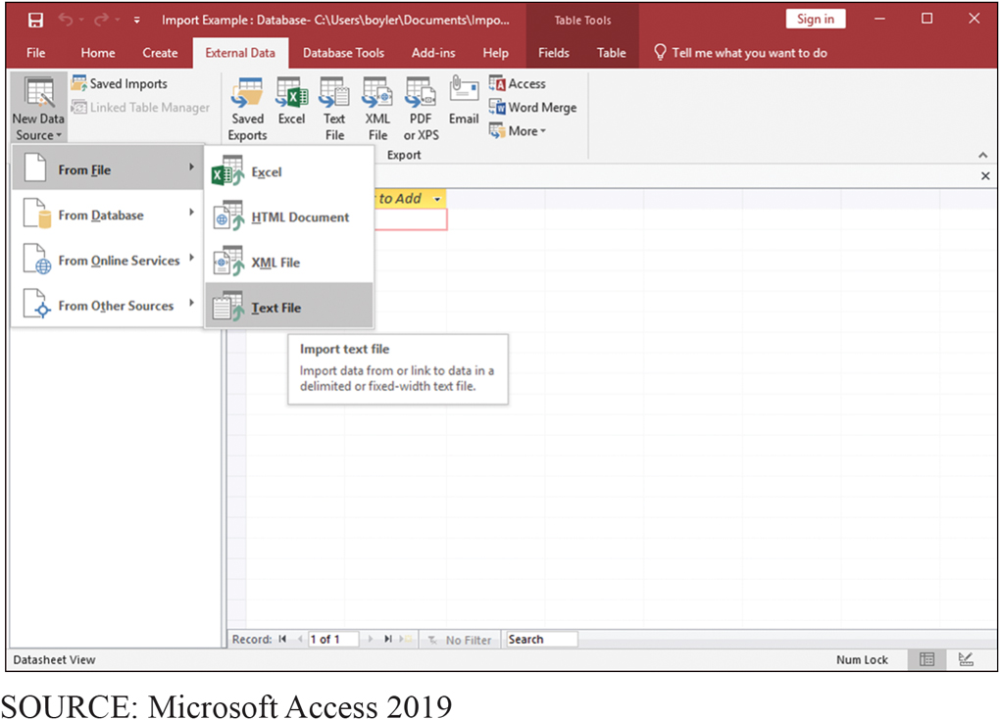 Import Example : Database- C:\Users\boyler\Documents\Impo...
Table Tools
Sign in
File Home Create External Data Database Tools Add-ins Help Fields Table Tell me what you want to do
New Data Source
Saved Imports
Linked Table Manager
Saved Exports
Excel
Text File
XML File
PDF or XPS
Email
Access
Word Merge
More
Export
From File
From Database
From Online Services
From Other Sources
Excel
HTML Document
XML File
Text File
to Add
Import text file
Import data from or link to data in a
delimited or fixed-width text file.
Record: 1 of 1 No Filter Search
Datasheet View Num Lock
SOURCE: Microsoft Access 2019